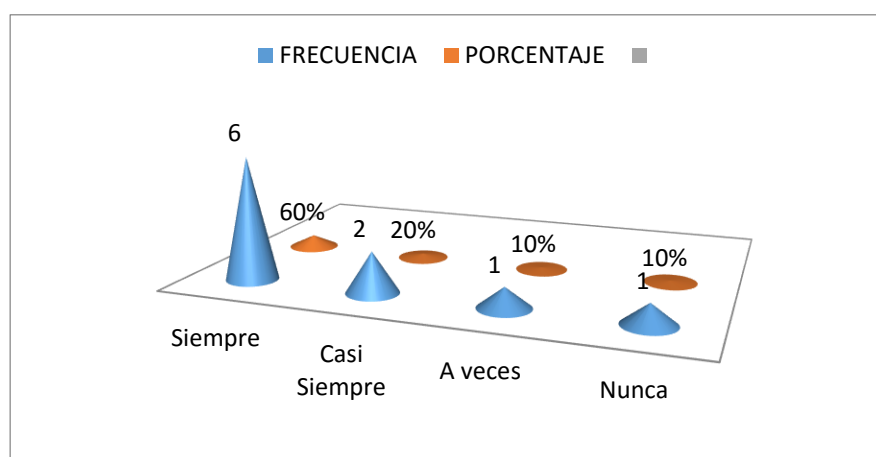 FRECUENCIA PORCENTAJE
6
60%
2
20%
1
10%
1
10%
Siempre
Casi
Siempre
A veces
Nunca